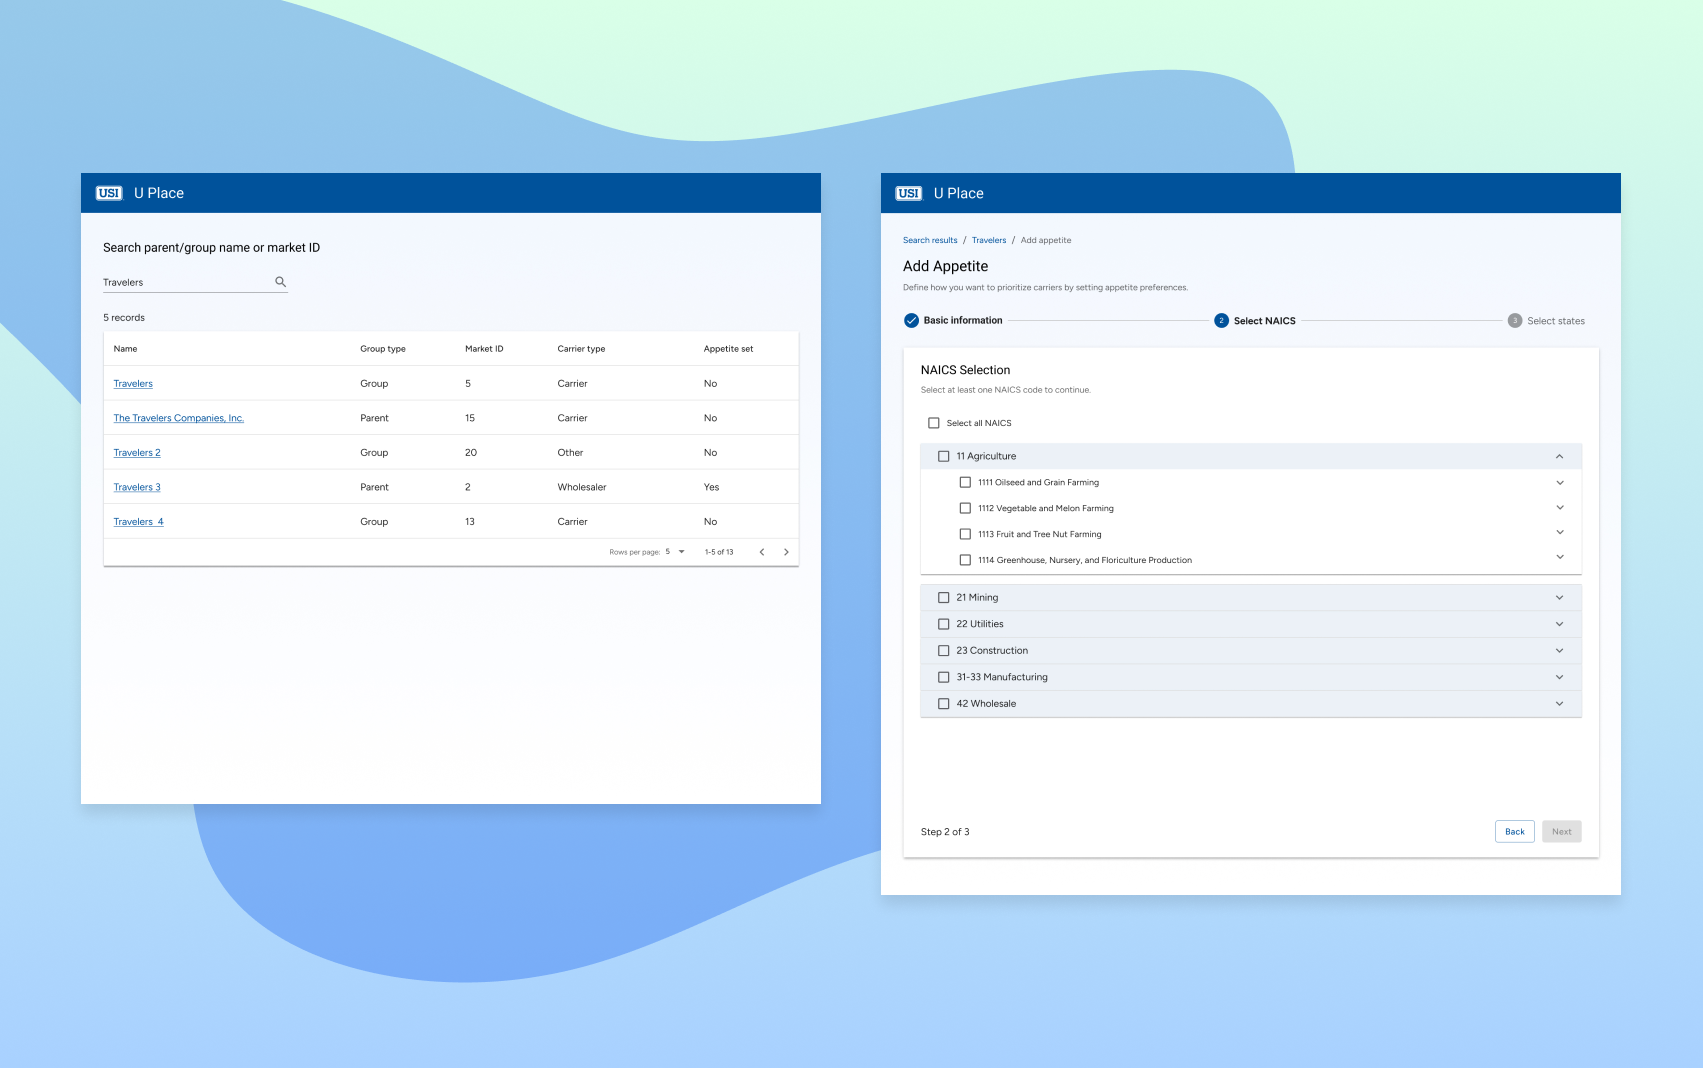 USI U Place
Search parent/group name or market ID
Travelers
5 records
Name Group type Market ID Carrier type Appetite set
Travelers Group 5 Carrier No
The Travelers Companies, Inc. Parent 15 Carrier No
Travelers 2 Group 20 Other No
Travelers 3 Parent 2 Wholesaler Yes
Travelers 4 Group 13 Carrier No
Rows per page: 5 1-5 of 13
USI U Place
Search results / Travelers / Add appetite
Add Appetite
Define how you want to prioritize carriers by setting appetite preferences.
Basic information 2 Select NAICS 3 Select states
NAICS Selection
Select at least one NAICS code to continue.
Select all NAICS
11 Agriculture
1111 Oilseed and Grain Farming
1112 Vegetable and Melon Farming
1113 Fruit and Tree Nut Farming
1114 Greenhouse, Nursery, and Floriculture Production
21 Mining
22 Utilities
23 Construction
31-33 Manufacturing
42 Wholesale
Step 2 of 3 Back Next